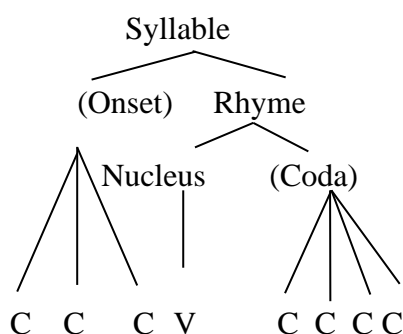 Syllable
(Onset) Rhyme
Nucleus (Coda)
C C C V C C C C